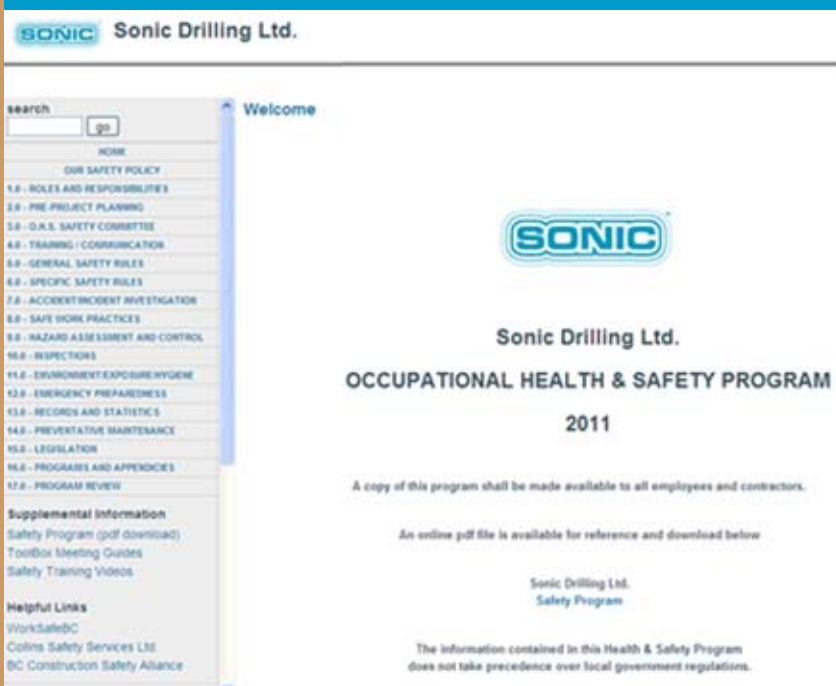 SONIC Sonic Drilling Ltd.
search
go
HOME
OUR SAFETY POLICY
1.0 - ROLES AND RESPONSIBILITIES
2.0 - PRE-PROJECT PLANNING
3.0 - O.H.S. SAFETY COMMITTEE
4.0 - TRAINING / COMMUNICATION
5.0 - GENERAL SAFETY RULES
6.0 - SPECIFIC SAFETY RULES
7.0 - ACCIDENT/INCIDENT INVESTIGATION
8.0 - SAFE WORK PRACTICES
9.0 - HAZARD ASSESSMENT AND CONTROL
10.0 - INSPECTIONS
11.0 - ENVIRONMENT/EXPOSURE/HYGIENE
12.0 - EMERGENCY PREPAREDNESS
13.0 - RECORDS AND STATISTICS
14.0 - PREVENTATIVE MAINTENANCE
15.0 - LEGISLATION
16.0 - PROGRAMS AND APPENDICIES
17.0 - PROGRAM REVIEW
Supplemental Information
Safety Program (pdf download)
ToolBox Meeting Guides
Safety Training Videos
Helpful Links
WorkSafeBC
Collins Safety Services Ltd.
BC Construction Safety Alliance
Welcome
SONIC
Sonic Drilling Ltd.
OCCUPATIONAL HEALTH & SAFETY PROGRAM
2011
A copy of this program shall be made available to all employees and contractors.
An online pdf file is available for reference and download below
Sonic Drilling Ltd.
Safety Program
The information contained in this Health & Safety Program
does not take precedence over local government regulations.